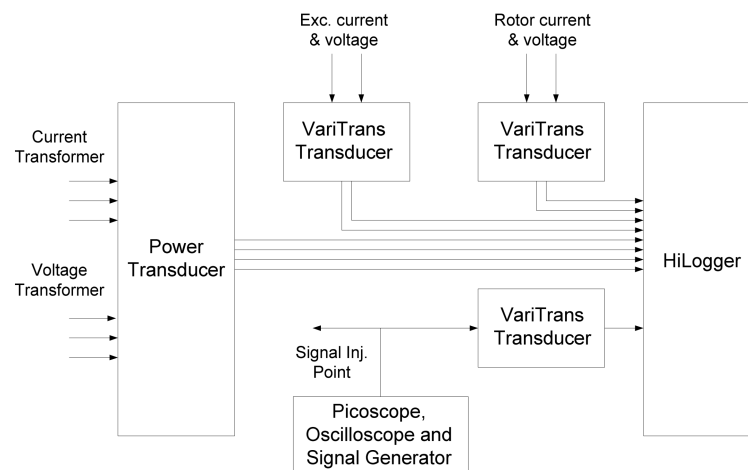 Exc. current
& voltage
Rotor current
& voltage
Current
Transformer
VariTrans
Transducer
VariTrans
Transducer
Power
Transducer
Voltage
Transformer
HiLogger
VariTrans
Transducer
Signal Inj.
Point
Picoscope,
Oscilloscope and
Signal Generator